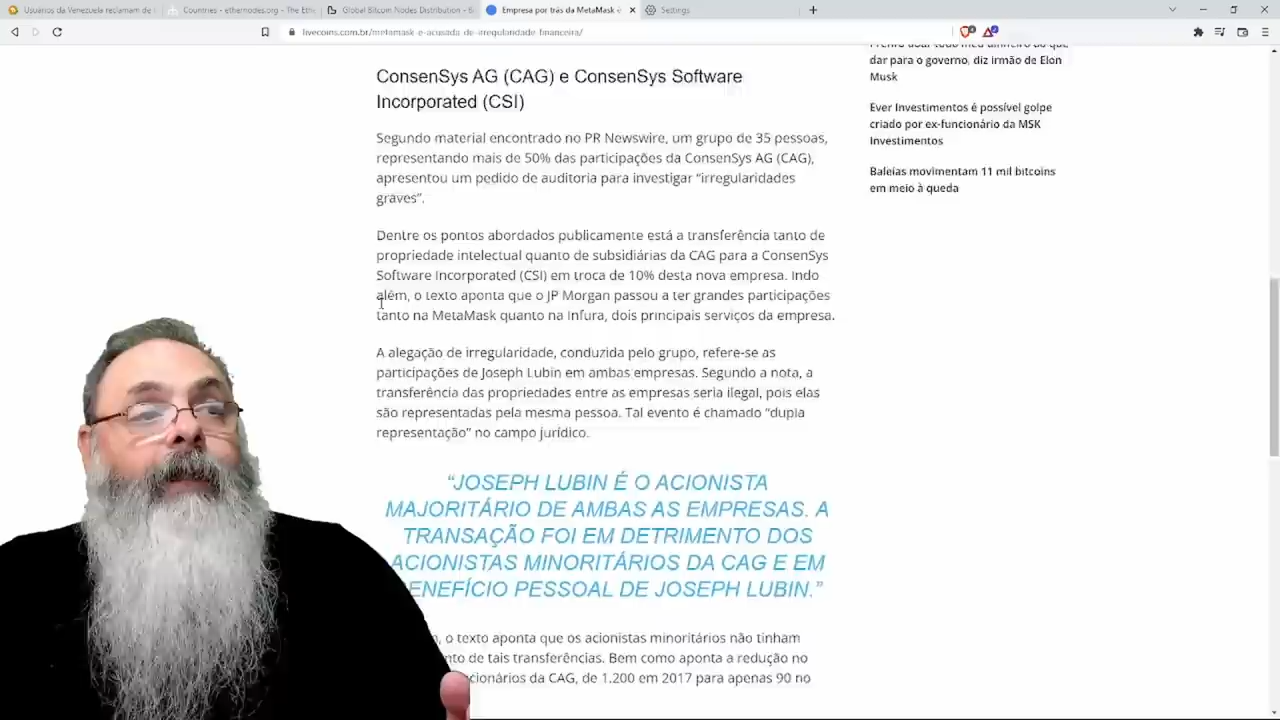 Usuários da Venezuela reclamam de
Countries - ethernodes.org - The Eth
Global Bitcoin Nodes Distribution - B
Empresa por trás da MetaMask é
Settings
livecoins.com.br/metamask-e-acusada-de-irregularidade-financeira/
ConsenSys AG (CAG) e ConsenSys Software
Incorporated (CSI)
Segundo material encontrado no PR Newswire, um grupo de 35 pessoas,
representando mais de 50% das participações da ConsenSys AG (CAG),
apresentou um pedido de auditoria para investigar “irregularidades
graves”.
Dentre os pontos abordados publicamente está a transferência tanto de
propriedade intelectual quanto de subsidiárias da CAG para a ConsenSys
Software Incorporated (CSI) em troca de 10% desta nova empresa. Indo
além, o texto aponta que o JP Morgan passou a ter grandes participações
tanto na MetaMask quanto na Infura, dois principais serviços da empresa.
A alegação de irregularidade, conduzida pelo grupo, refere-se as
participações de Joseph Lubin em ambas empresas. Segundo a nota, a
transferência das propriedades entre as empresas seria ilegal, pois elas
são representadas pela mesma pessoa. Tal evento é chamado “dupla
representação” no campo jurídico.
“JOSEPH LUBIN É O ACIONISTA
MAJORITÁRIO DE AMBAS AS EMPRESAS. A
TRANSAÇÃO FOI EM DETRIMENTO DOS
ACIONISTAS MINORITÁRIOS DA CAG E EM
ENEFÍCIO PESSOAL DE JOSEPH LUBIN.”
o texto aponta que os acionistas minoritários não tinham
nto de tais transferências. Bem como aponta a redução no
cionários da CAG, de 1.200 em 2017 para apenas 90 no
dar para o governo, diz irmão de Elon
Musk
Ever Investimentos é possível golpe
criado por ex-funcionário da MSK
Investimentos
Baleias movimentam 11 mil bitcoins
em meio à queda